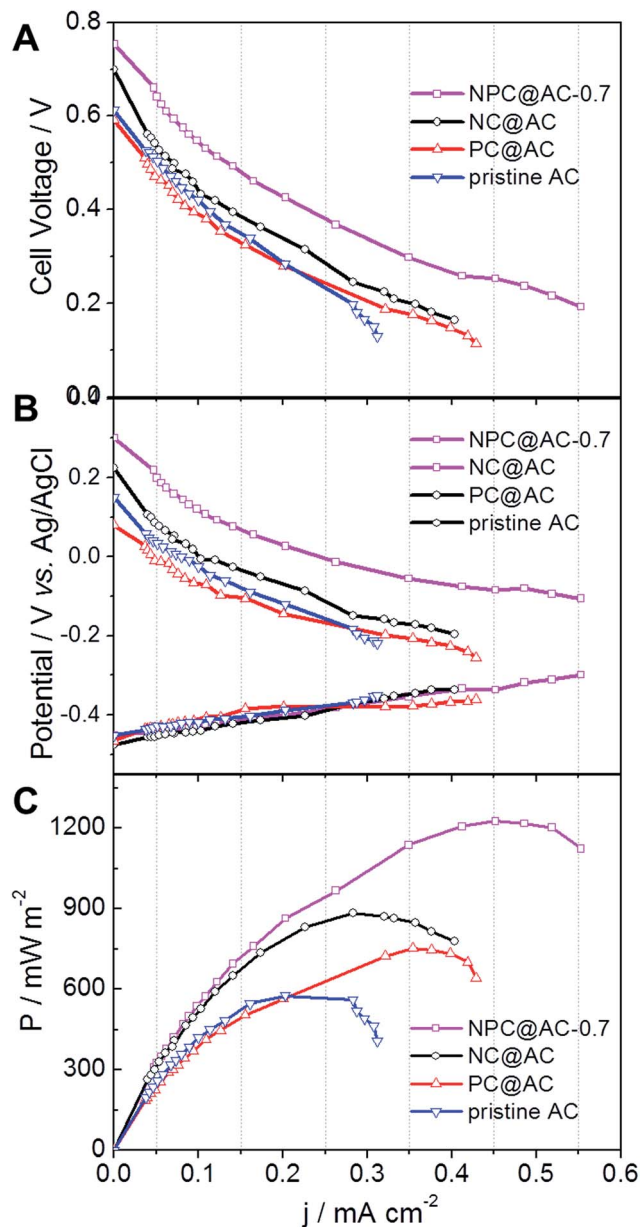 A
Cell Voltage / V
0.8
0.6
0.4
0.2
0.0
NPC@AC-0.7
NC@AC
PC@AC
pristine AC
B
Potential / V vs. Ag/AgCl
0.4
0.2
0.0
-0.2
-0.4
NPC@AC-0.7
NC@AC
PC@AC
pristine AC
C
P / mW m⁻²
1200
900
600
300
0
NPC@AC-0.7
NC@AC
PC@AC
pristine AC
0.0 0.1 0.2 0.3 0.4 0.5 0.6
j / mA cm⁻²